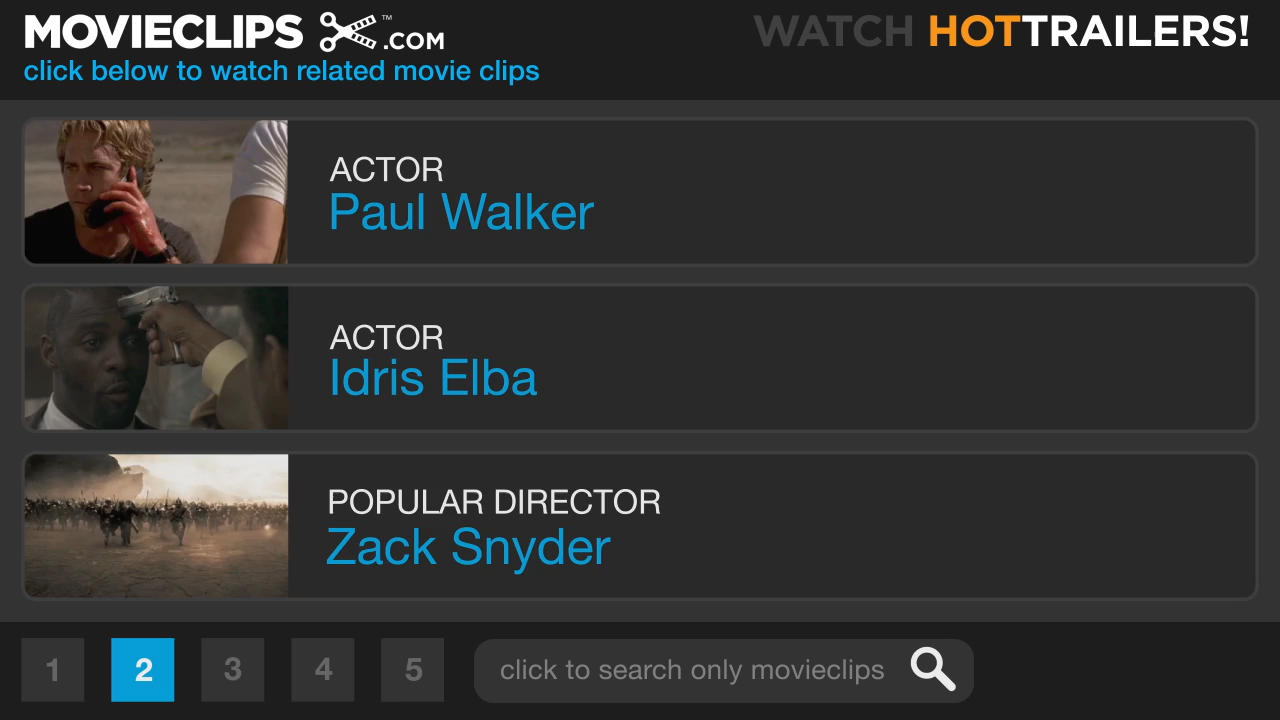 MOVIECLIPS ™ .COM
WATCH HOTTRAILERS!
click below to watch related movie clips
ACTOR
Paul Walker
ACTOR
Idris Elba
POPULAR DIRECTOR
Zack Snyder
1 2 3 4 5 click to search only movieclips